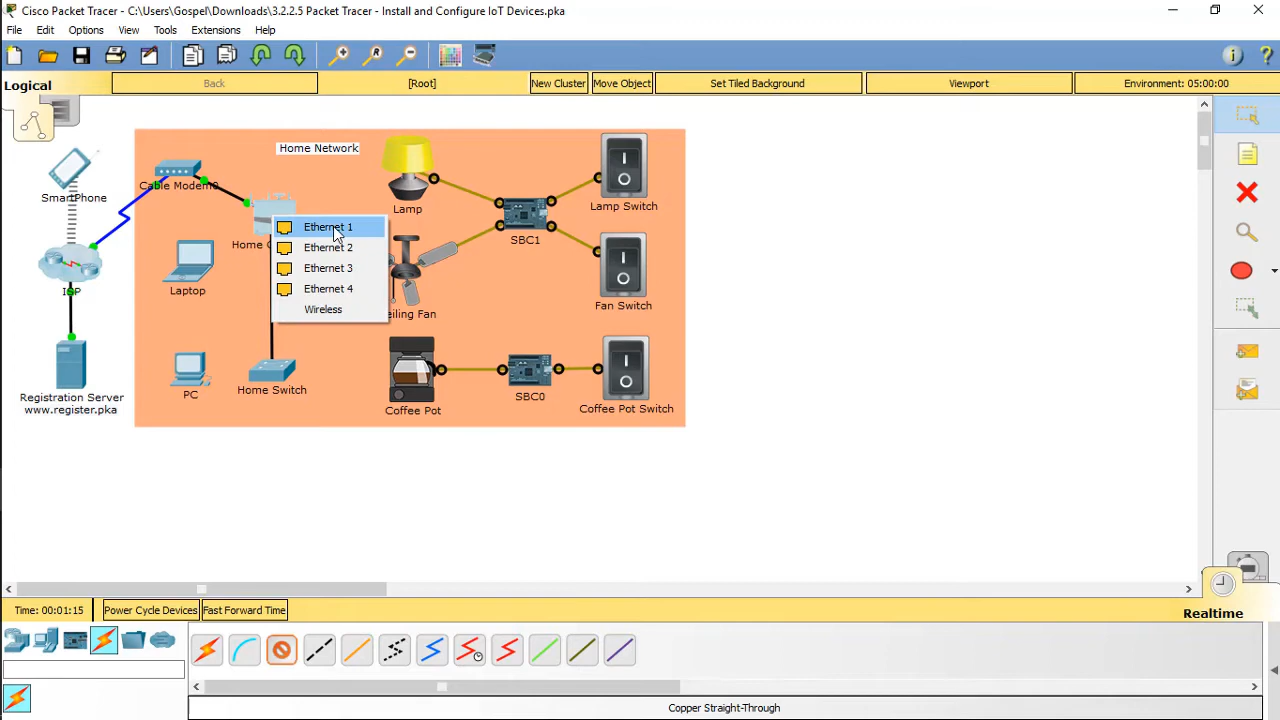 Cisco Packet Tracer - C:\Users\Gospel\Downloads\3.2.2.5 Packet Tracer - Install and Configure IoT Devices.pka
File Edit Options View Tools Extensions Help
Logical Back [Root] New Cluster Move Object Set Tiled Background Viewport Environment: 05:00:00
Home Network
SmartPhone
Cable Modem0
Home
Lamp
Lamp Switch
SBC1
Ethernet 1
Ethernet 2
Ethernet 3
Ethernet 4
Wireless
ISP
Laptop
eiling Fan
Fan Switch
Registration Server
www.register.pka
PC
Home Switch
Coffee Pot
SBC0
Coffee Pot Switch
Time: 00:01:15 Power Cycle Devices Fast Forward Time
Realtime
Copper Straight-Through